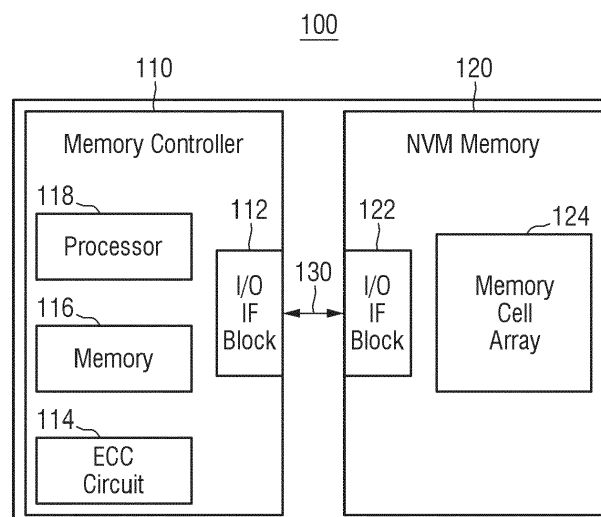 100
110
120
Memory Controller
NVM Memory
118
Processor
112
I/O
IF
Block
130
122
I/O
IF
Block
124
Memory
Cell
Array
116
Memory
114
ECC
Circuit